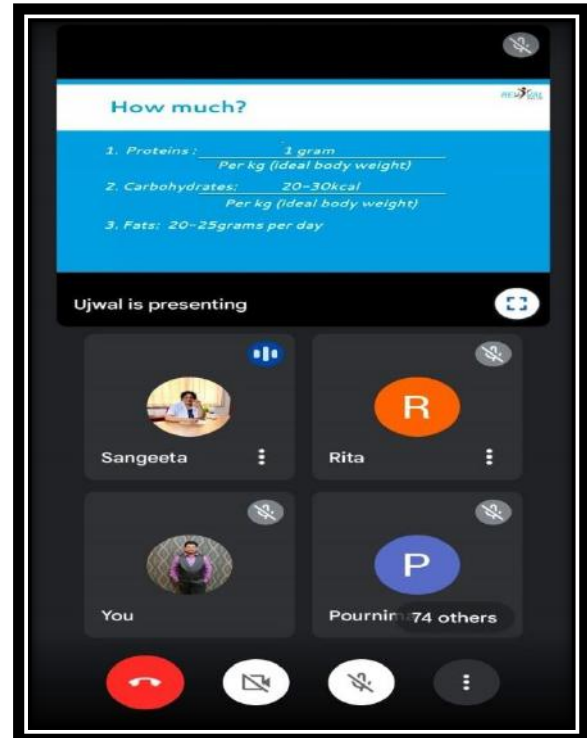 How much?
1. Proteins: 1 gram
Per kg (ideal body weight)
2. Carbohydrates: 20-30kcal
Per kg (ideal body weight)
3. Fats: 20-25grams per day
Ujwal is presenting
R
Sangeeta
Rita
P
You
Pournim
74 others